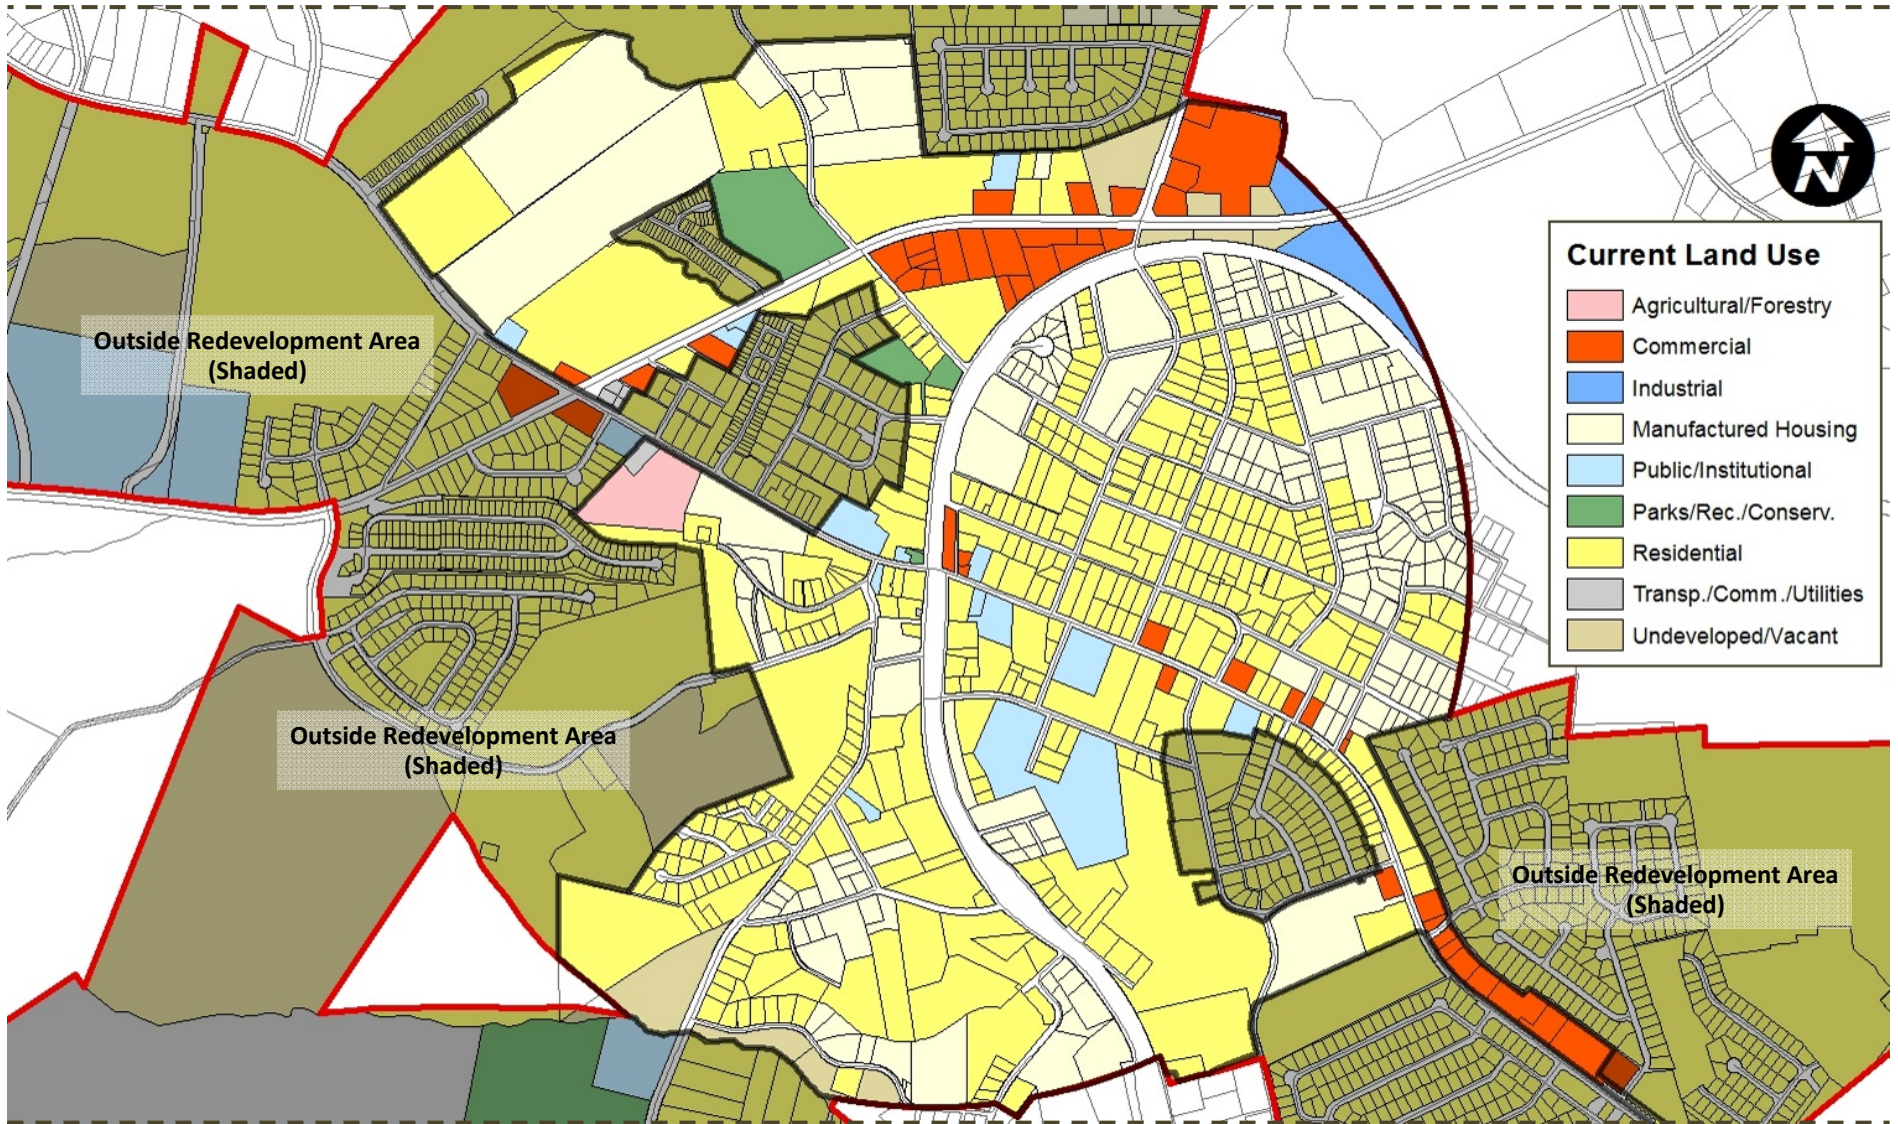 N
Current Land Use
Agricultural/Forestry
Commercial
Industrial
Manufactured Housing
Public/Institutional
Parks/Rec./Conserv.
Residential
Transp./Comm./Utilities
Undeveloped/Vacant
Outside Redevelopment Area
(Shaded)
Outside Redevelopment Area
(Shaded)
Outside Redevelopment Area
(Shaded)